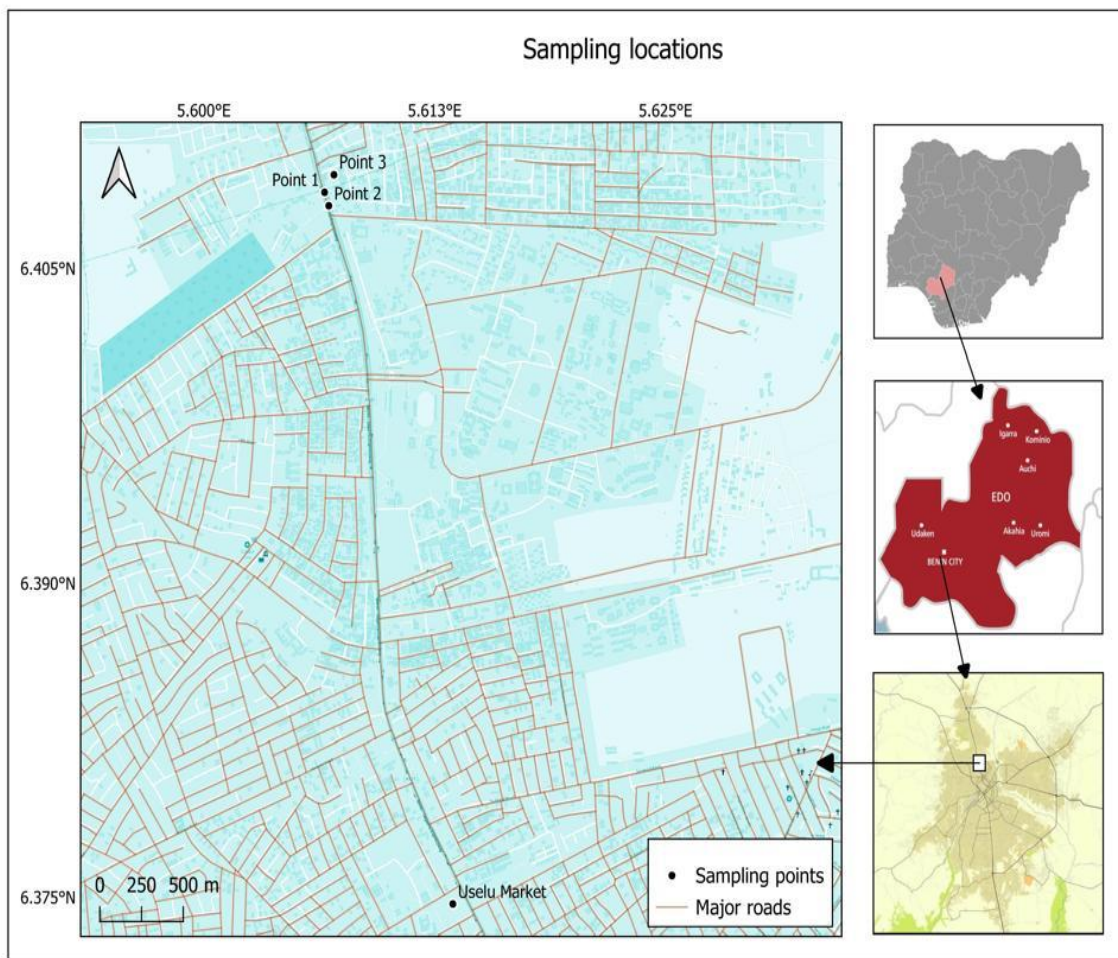 Sampling locations
5.600°E 5.613°E 5.625°E
Point 3
Point 1
Point 2
6.405°N
6.390°N
6.375°N
0 250 500 m
Uselu Market
Sampling points
Major roads
Igarra
Kominio
Auchi
EDO
Udaken
Akahia
Uromi
BENIN CITY